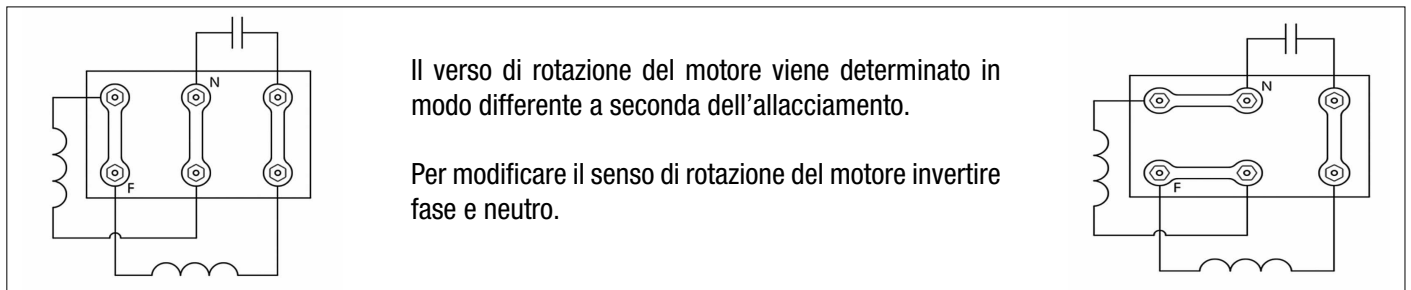 N
F
Il verso di rotazione del motore viene determinato in
modo differente a seconda dell'allacciamento.
Per modificare il senso di rotazione del motore invertire
fase e neutro.
N
F